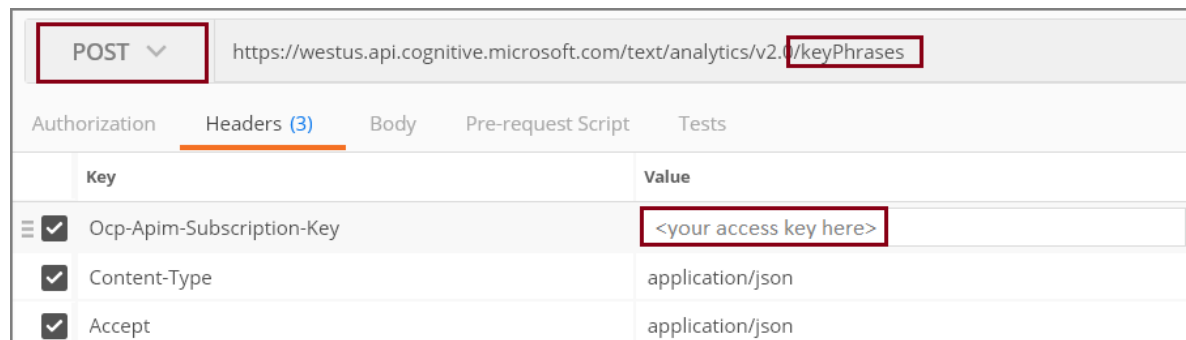 POST https://westus.api.cognitive.microsoft.com/text/analytics/v2.0/keyPhrases
Authorization Headers (3) Body Pre-request Script Tests
Key Value
Ocp-Apim-Subscription-Key <your access key here>
Content-Type application/json
Accept application/json